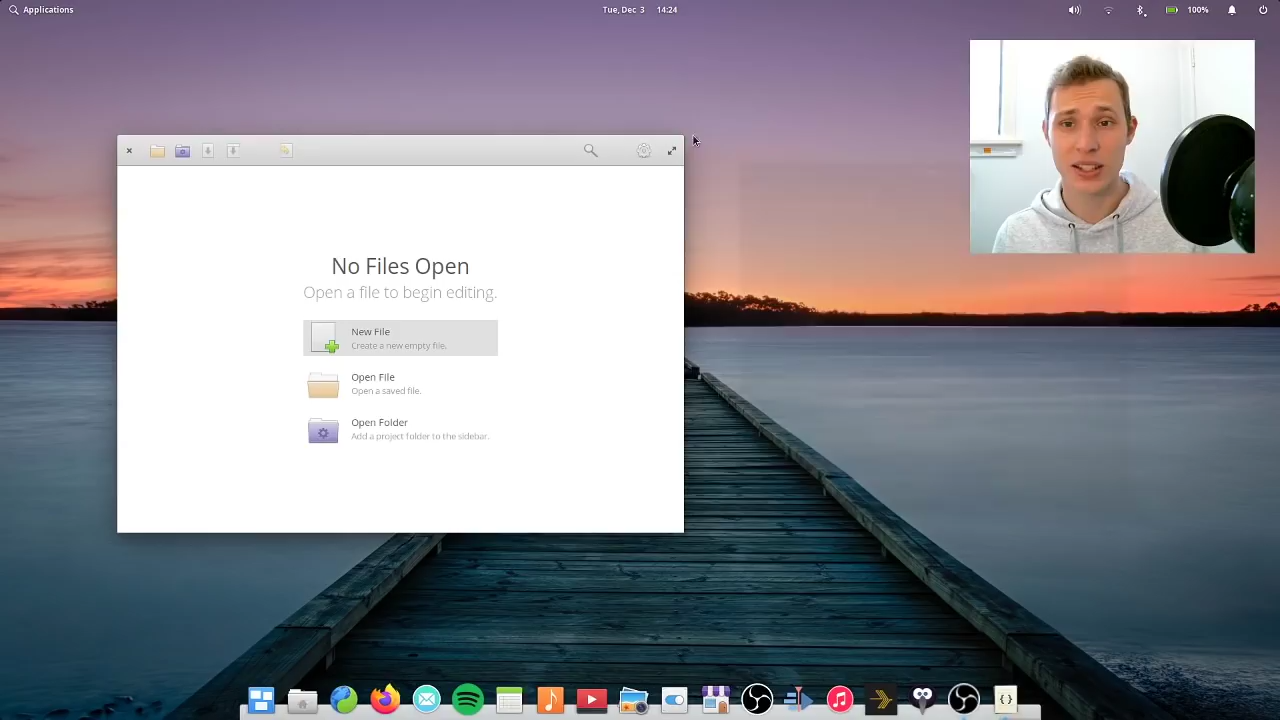 Applications
Tue, Dec 3 14:24
100%
No Files Open
Open a file to begin editing.
New File
Create a new empty file.
Open File
Open a saved file.
Open Folder
Add a project folder to the sidebar.
{}